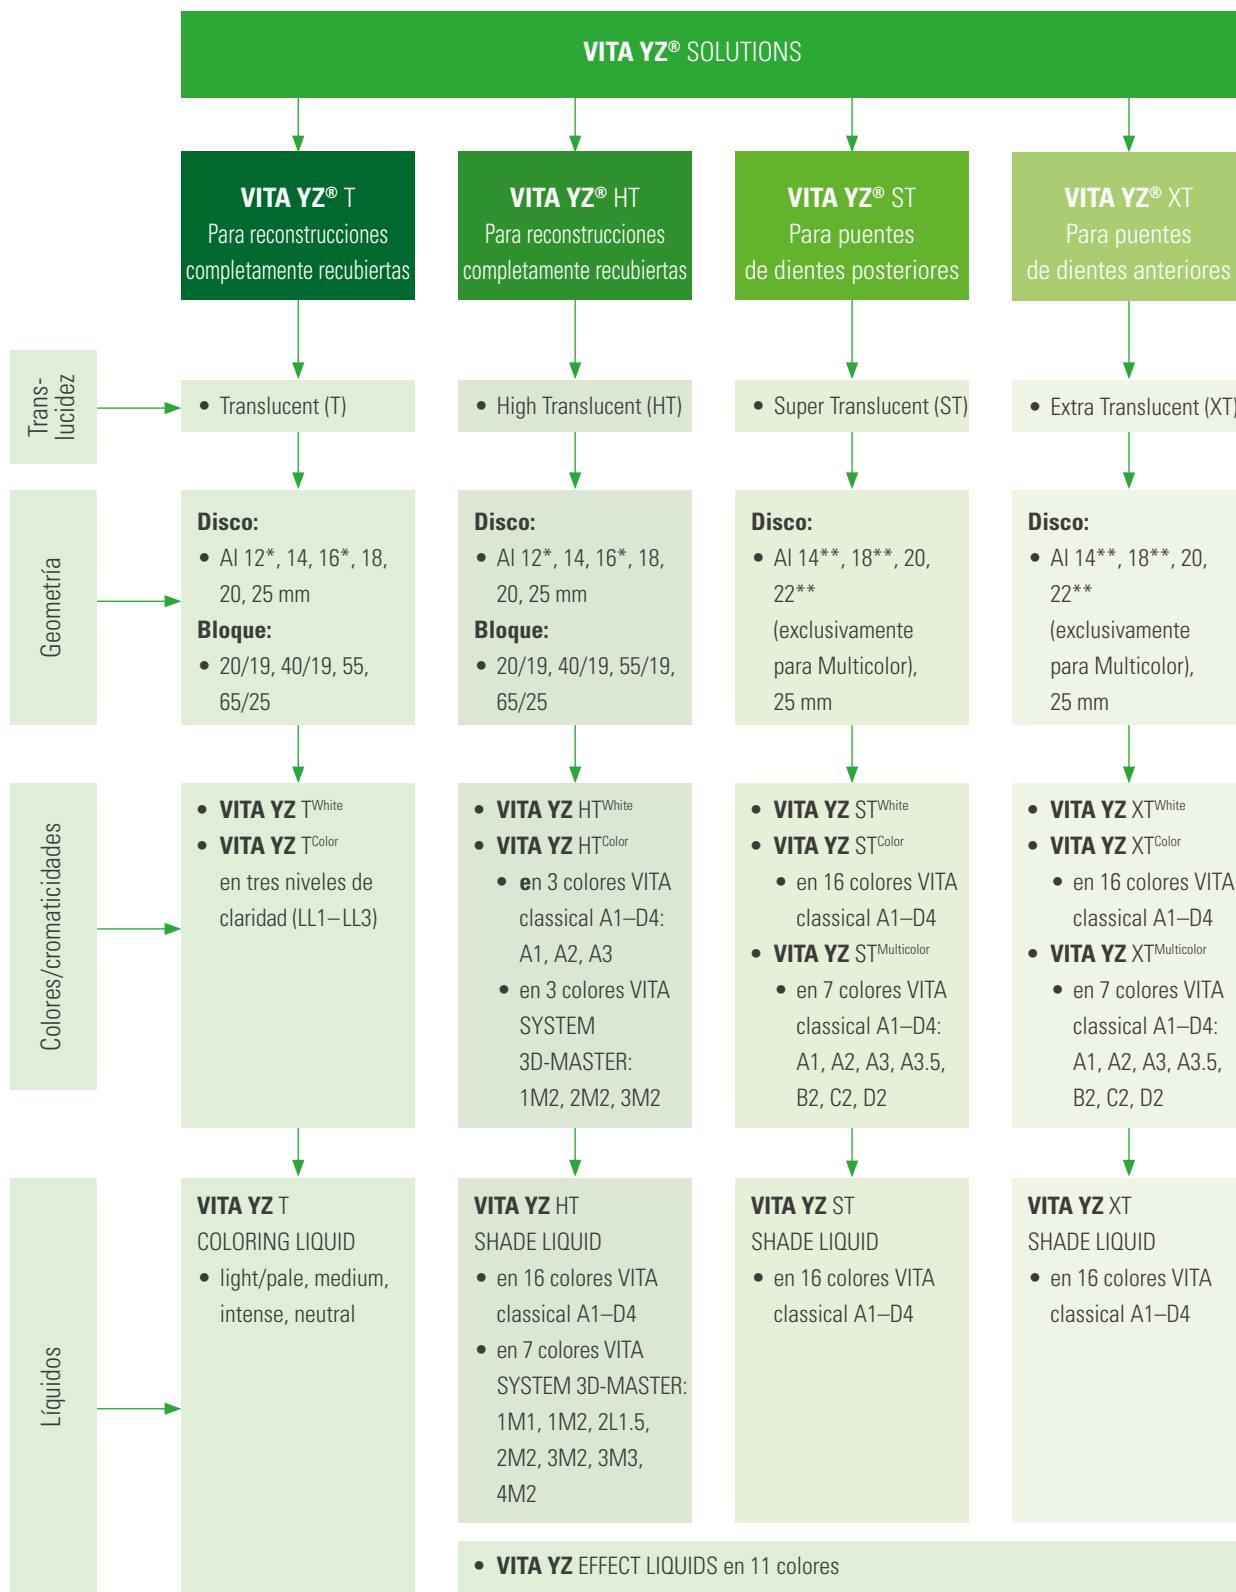 VITA YZ® SOLUTIONS
VITA YZ® T
Para reconstrucciones
completamente recubiertas
VITA YZ® HT
Para reconstrucciones
completamente recubiertas
VITA YZ® ST
Para puentes
de dientes posteriores
VITA YZ® XT
Para puentes
de dientes anteriores
Trans-
lucidez
• Translucent (T)
• High Translucent (HT)
• Super Translucent (ST)
• Extra Translucent (XT)
Geometría
Disco:
• Al 12*, 14, 16*, 18,
20, 25 mm
Bloque:
• 20/19, 40/19, 55,
65/25
Disco:
• Al 12*, 14, 16*, 18,
20, 25 mm
Bloque:
• 20/19, 40/19, 55/19,
65/25
Disco:
• Al 14**, 18**, 20,
22**
(exclusivamente
para Multicolor),
25 mm
Disco:
• Al 14**, 18**, 20,
22**
(exclusivamente
para Multicolor),
25 mm
Colores/cromaticidades
• VITA YZ TWhite
• VITA YZ TColor
en tres niveles de
claridad (LL1–LL3)
• VITA YZ HTWhite
• VITA YZ HTColor
• en 3 colores VITA
classical A1–D4:
A1, A2, A3
• en 3 colores VITA
SYSTEM
3D-MASTER:
1M2, 2M2, 3M2
• VITA YZ STWhite
• VITA YZ STColor
• en 16 colores VITA
classical A1–D4
• VITA YZ STMulticolor
• en 7 colores VITA
classical A1–D4:
A1, A2, A3, A3.5,
B2, C2, D2
• VITA YZ XTWhite
• VITA YZ XTColor
• en 16 colores VITA
classical A1–D4
• VITA YZ XTMulticolor
• en 7 colores VITA
classical A1–D4:
A1, A2, A3, A3.5,
B2, C2, D2
Líquidos
VITA YZ T
COLORING LIQUID
• light/pale, medium,
intense, neutral
VITA YZ HT
SHADE LIQUID
• en 16 colores VITA
classical A1–D4
• en 7 colores VITA
SYSTEM 3D-MASTER:
1M1, 1M2, 2L1.5,
2M2, 3M2, 3M3,
4M2
VITA YZ ST
SHADE LIQUID
• en 16 colores VITA
classical A1–D4
VITA YZ XT
SHADE LIQUID
• en 16 colores VITA
classical A1–D4
• VITA YZ EFFECT LIQUIDS en 11 colores